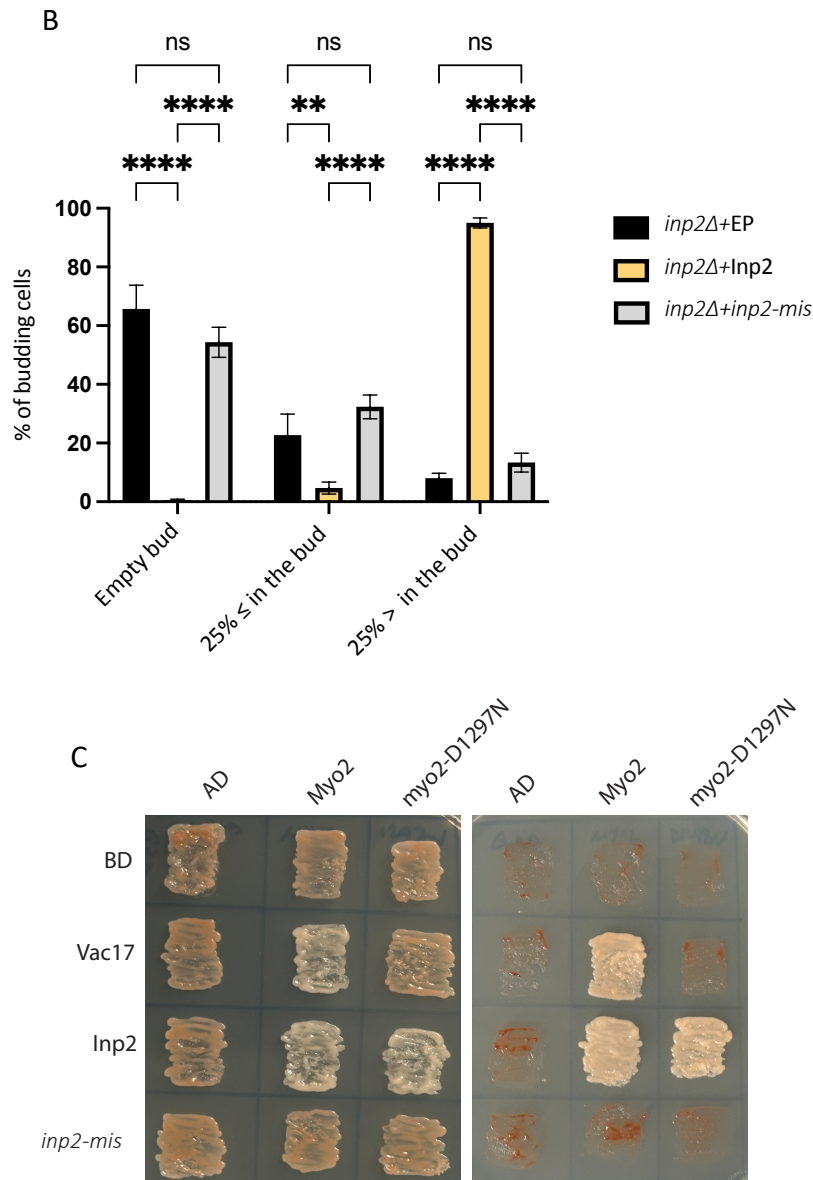 B
ns ns ns
**** ** ****
**** **** ****
100
80
60
40
20
0
% of budding cells
Empty bud
25% ≤ in the bud
25% > in the bud
inp2Δ+EP
inp2Δ+Inp2
inp2Δ+inp2-mis
C
AD Myo2 myo2-D1297N AD Myo2 myo2-D1297N
BD
Vac17
Inp2
inp2-mis